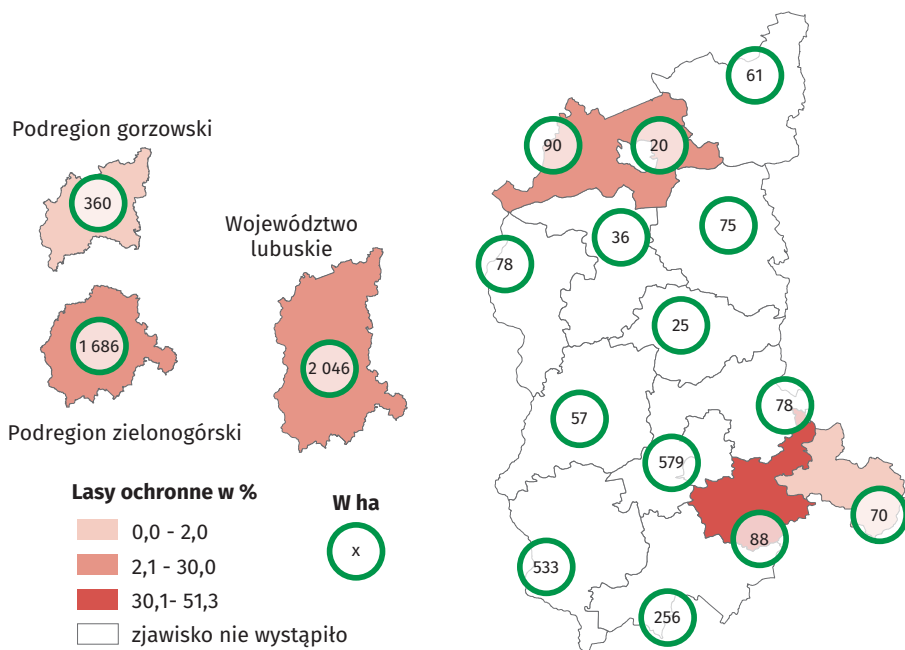 Podregion gorzowski
360
Województwo
lubuskie
1 686
2 046
Podregion zielonogórski
Lasy ochronne w %
0,0 - 2,0
2,1 - 30,0
30,1- 51,3
zjawisko nie wystąpiło
W ha
x
61
90
20
75
36
78
25
78
57
579
70
88
533
256